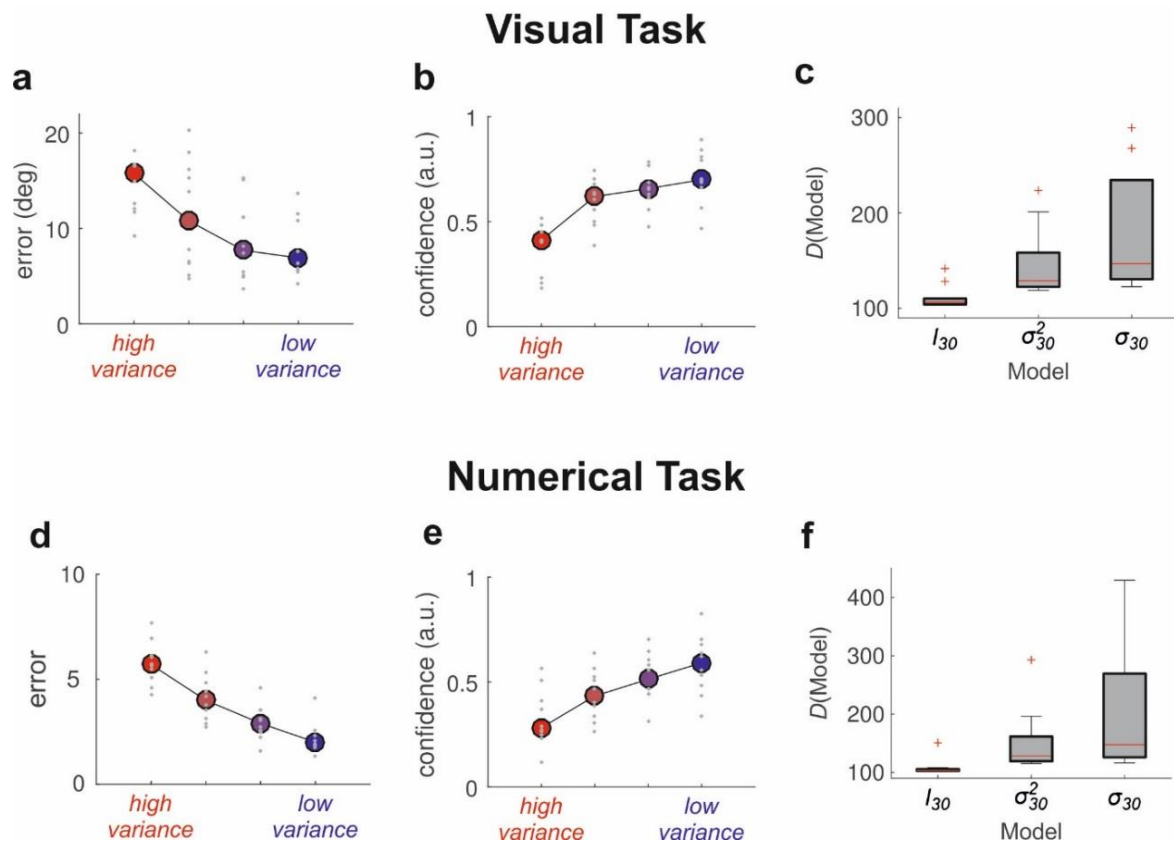 Visual Task
a
b
c
20
10
0
error (deg)
high
variance
low
variance
1
0.5
0
confidence (a.u.)
high
variance
low
variance
300
200
100
D(Model)
I₃₀
σ²₃₀
σ₃₀
Model
Numerical Task
d
e
f
10
5
0
error
high
variance
low
variance
1
0.5
0
confidence (a.u.)
high
variance
low
variance
400
300
200
100
D(Model)
I₃₀
σ²₃₀
σ₃₀
Model